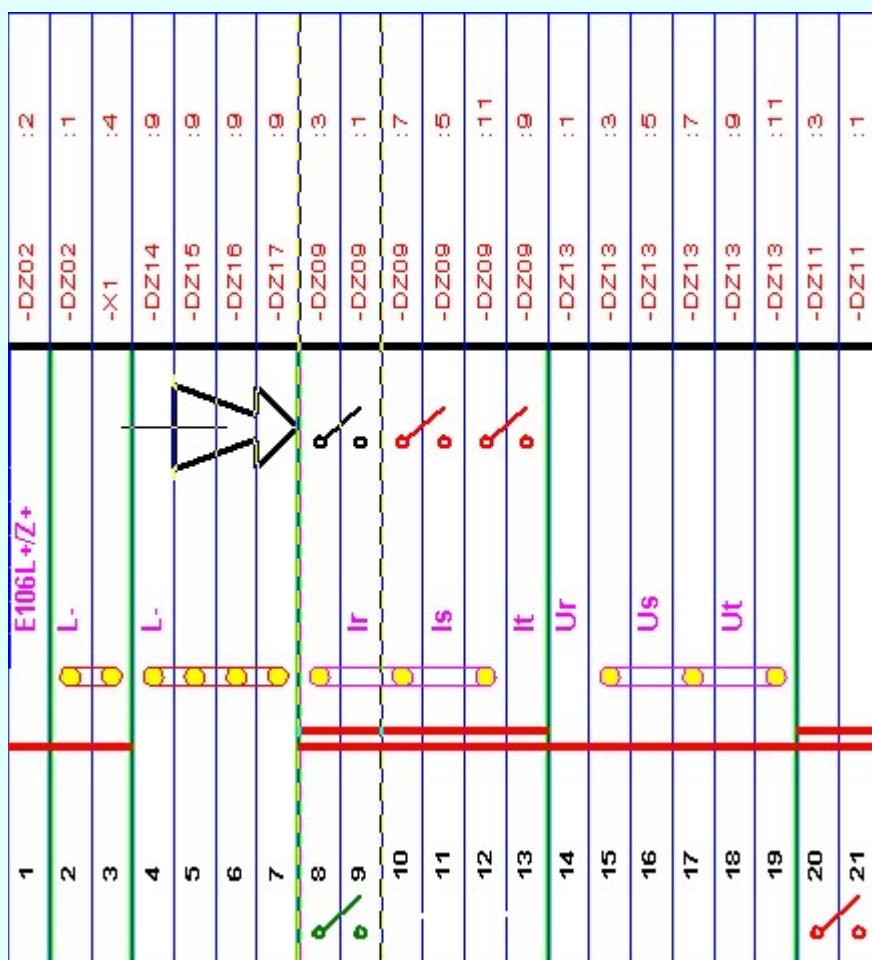 1 E106L+/Z+ -DZ02 :2
2 L- -DZ02 :1
3 -X1 :4
4 L- -DZ14 :9
5 -DZ15 :9
6 -DZ16 :9
7 -DZ17 :9
8 -DZ09 :3
9 Ir -DZ09 :1
10 -DZ09 :7
11 Is -DZ09 :5
12 -DZ09 :11
13 It -DZ09 :9
14 Ur -DZ13 :1
15 -DZ13 :3
16 Us -DZ13 :5
17 -DZ13 :7
18 Ut -DZ13 :9
19 -DZ13 :11
20 -DZ11 :3
21 -DZ11 :1